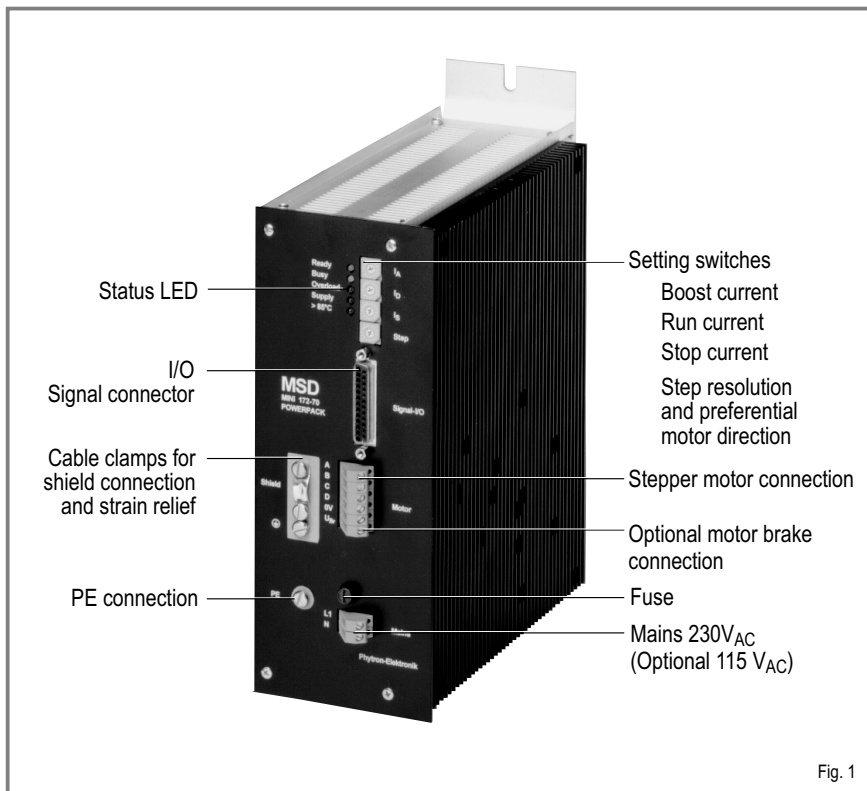 Ready
Busy
Overload
Supply
> 85°C
IA
ID
IS
Step
MSD
MINI 172-70
POWERPACK
Signal-I/O
Shield
A
B
C
D
0V
UBr
Motor
PE
L1
N
Mains
Phytron-Elektronik
Status LED
I/O
Signal connector
Cable clamps for
shield connection
and strain relief
PE connection
Setting switches
Boost current
Run current
Stop current
Step resolution
and preferential
motor direction
Stepper motor connection
Optional motor brake
connection
Fuse
Mains 230VAC
(Optional 115 VAC)
Fig. 1